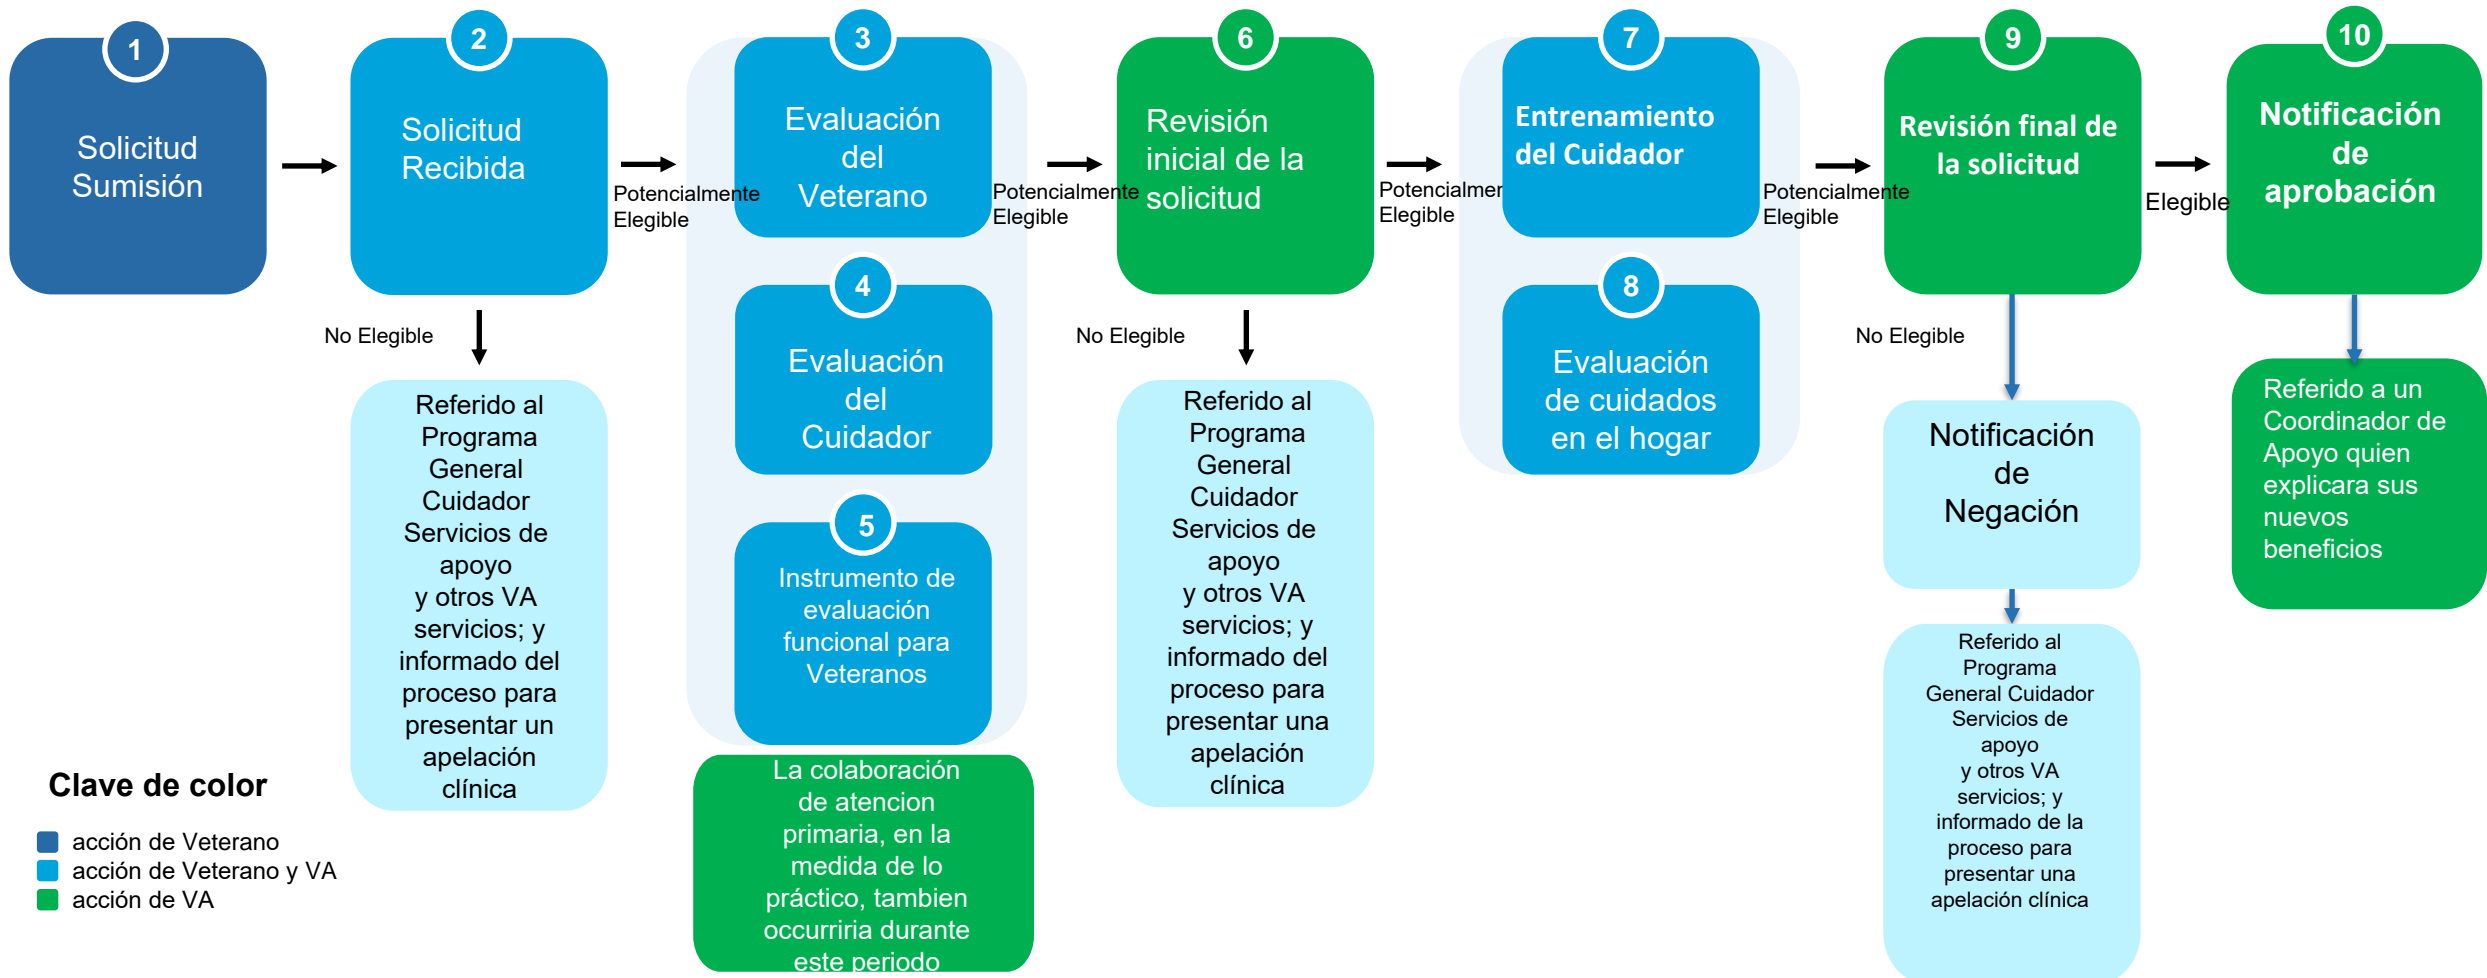 1
Solicitud
Sumisión
2
Solicitud
Recibida
Potencialmente
Elegible
No Elegible
Referido al
Programa
General
Cuidador
Servicios de
apoyo
y otros VA
servicios; y
informado del
proceso para
presentar un
apelación
clínica
3
Evaluación
del
Veterano
4
Evaluación
del
Cuidador
5
Instrumento de
evaluación
funcional para
Veteranos
La colaboración
de atencion
primaria, en la
medida de lo
práctico, tambien
occurriria durante
este periodo
Potencialmente
Elegible
6
Revisión
inicial de la
solicitud
No Elegible
Referido al
Programa
General
Cuidador
Servicios de
apoyo
y otros VA
servicios; y
informado del
proceso para
presentar una
apelación
clínica
Potencialmer
Elegible
7
Entrenamiento
del Cuidador
8
Evaluación
de cuidados
en el hogar
Potencialmente
Elegible
9
Revisión final de
la solicitud
No Elegible
Notificación
de
Negación
Referido al
Programa
General Cuidador
Servicios de
apoyo
y otros VA
servicios; y
informado de la
proceso para
presentar una
apelación clínica
Elegible
10
Notificación
de
aprobación
Referido a un
Coordinador de
Apoyo quien
explicara sus
nuevos
beneficios
Clave de color
acción de Veterano
acción de Veterano y VA
acción de VA